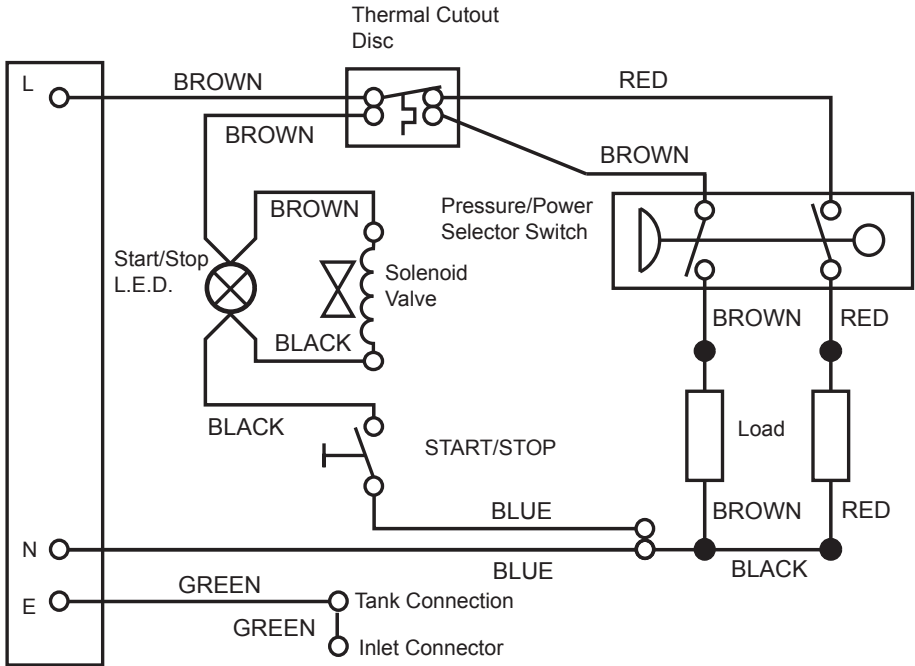 Thermal Cutout
Disc
L
BROWN
RED
BROWN
BROWN
BROWN
Pressure/Power
Selector Switch
Start/Stop
L.E.D.
Solenoid
Valve
BROWN
RED
BLACK
BLACK
START/STOP
Load
BLUE
BROWN
RED
N
BLUE
BLACK
E
GREEN
Tank Connection
GREEN
Inlet Connector